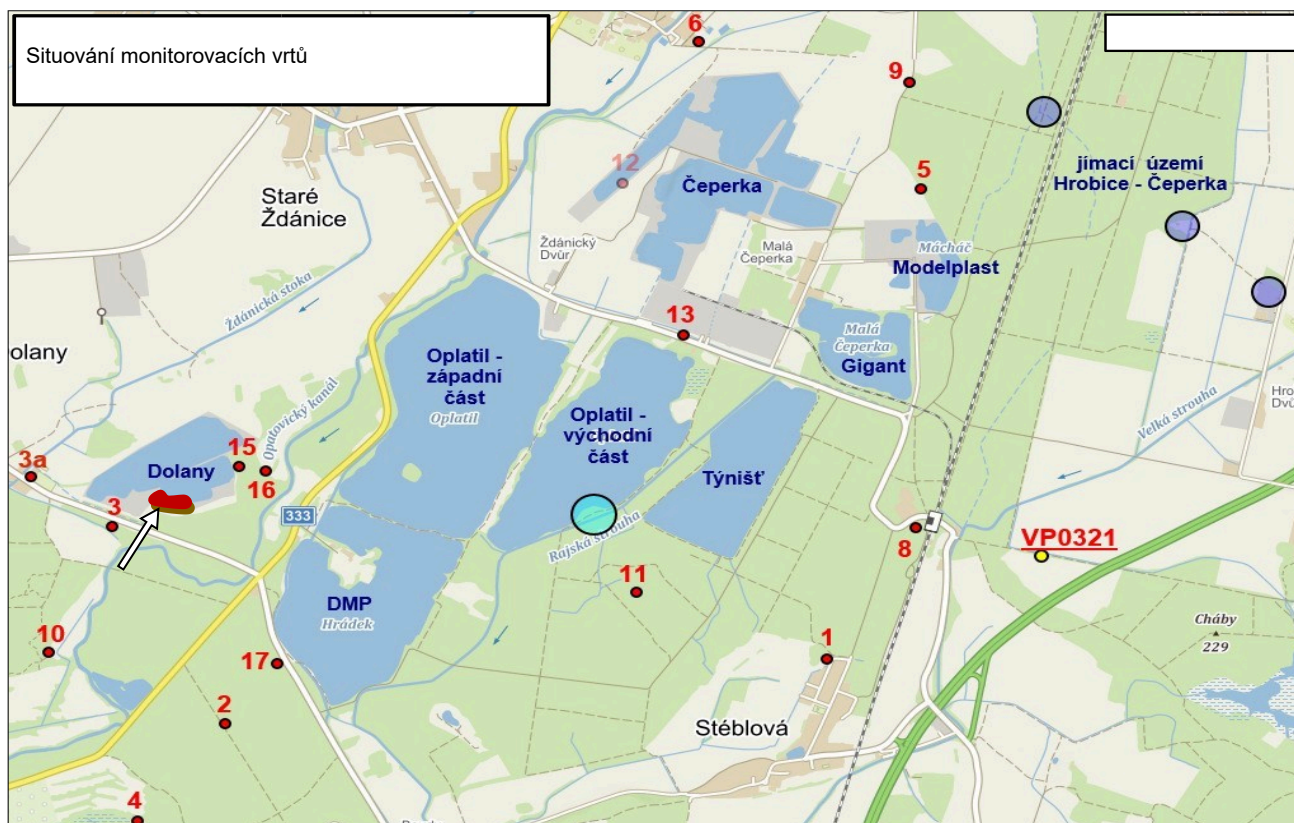 Situování monitorovacích vrtů
6
9
12
5
Čeperka
jímací území
Hrobice - Čeperka
Staré
Ždánice
Ždánický
Dvůr
Malá
Čeperka
Mácháč
Modelplast
Ždánická stoka
13
Malá
Čeperka
Gigant
olany
Oplatil -
západní
část
Oplatil
Oplatil -
východní
část
Hro
Dvů
Velká strouha
Opatovický kanál
3a
15
16
Dolany
Týnišť
3
333
Rajská strouha
8
VP0321
11
DMP
Hrádek
10
17
1
Cháby
229
2
Stéblová
4